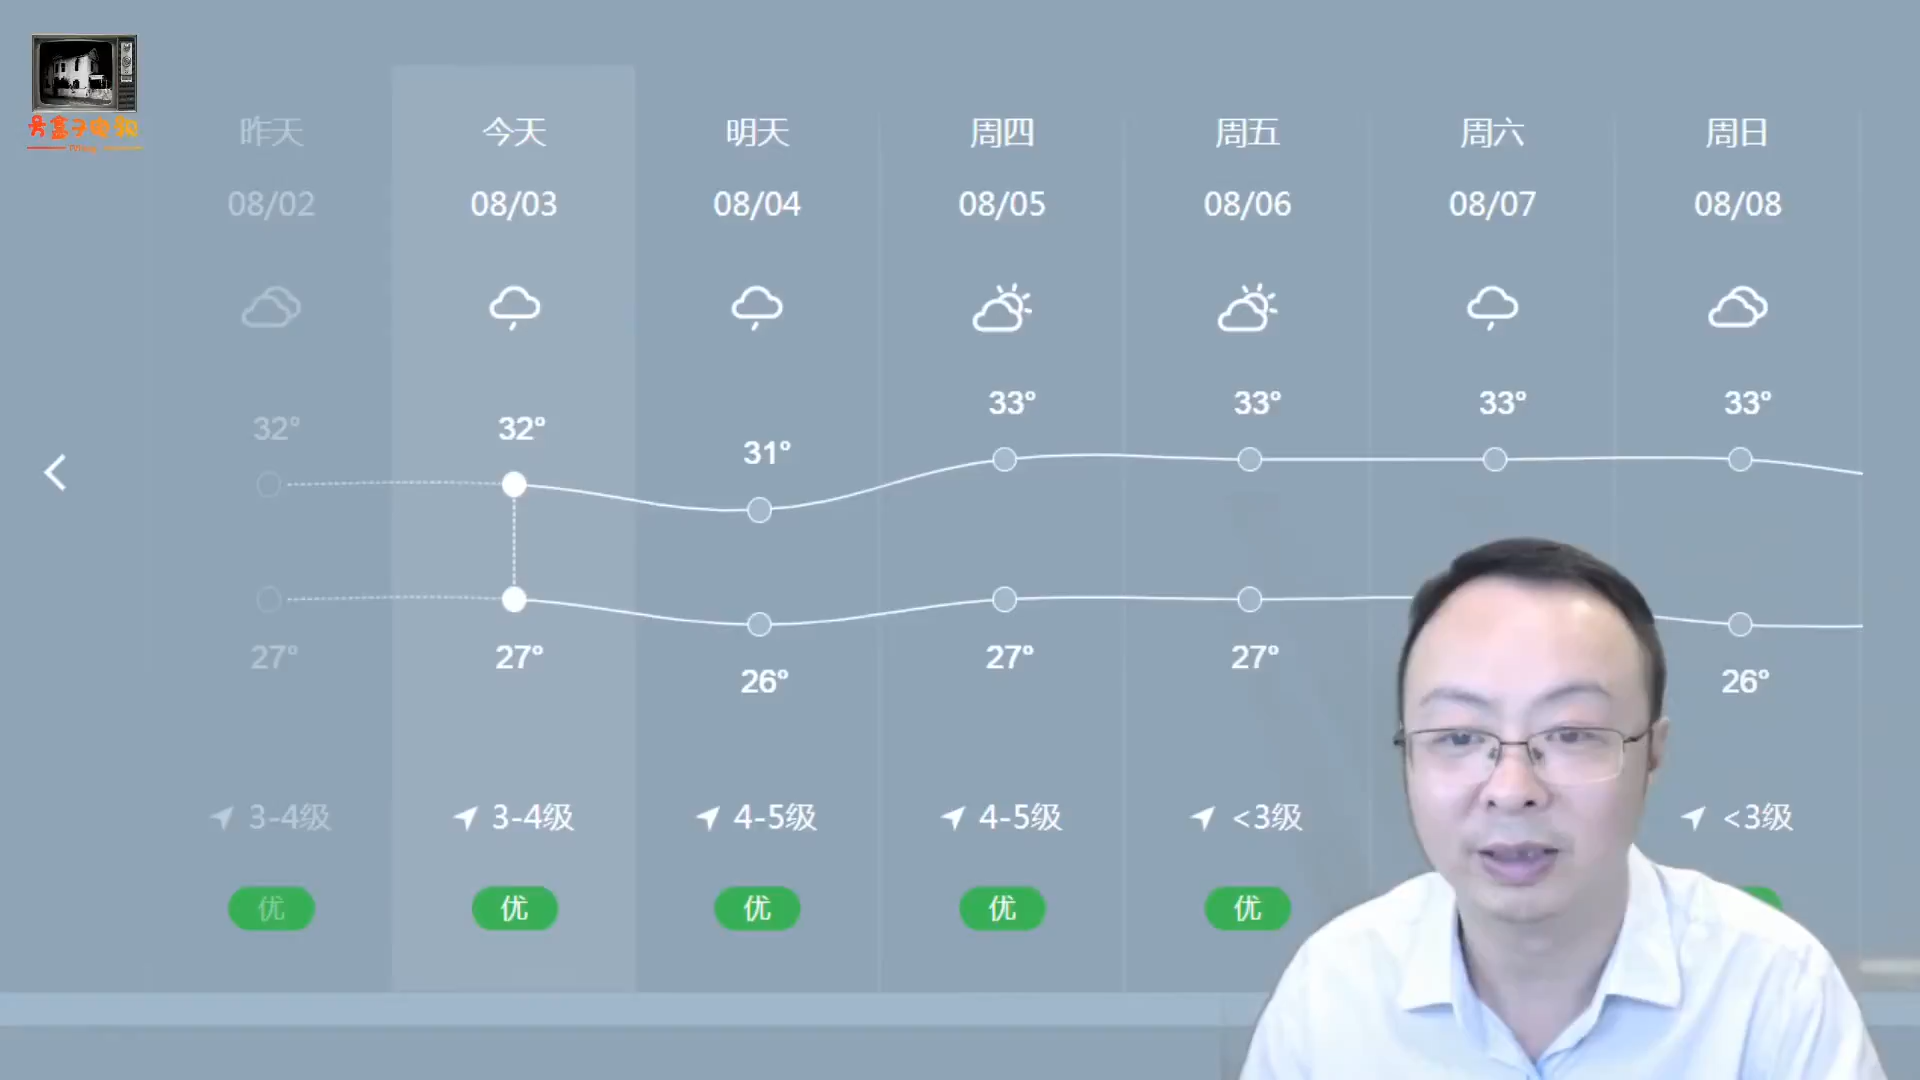 昨天 今天 明天 周四 周五 周六 周日
08/02 08/03 08/04 08/05 08/06 08/07 08/08
32° 32° 31° 33° 33° 33° 33°
27° 27° 26° 27° 27° 26°
3-4级 3-4级 4-5级 4-5级 <3级 <3级
优 优 优 优 优